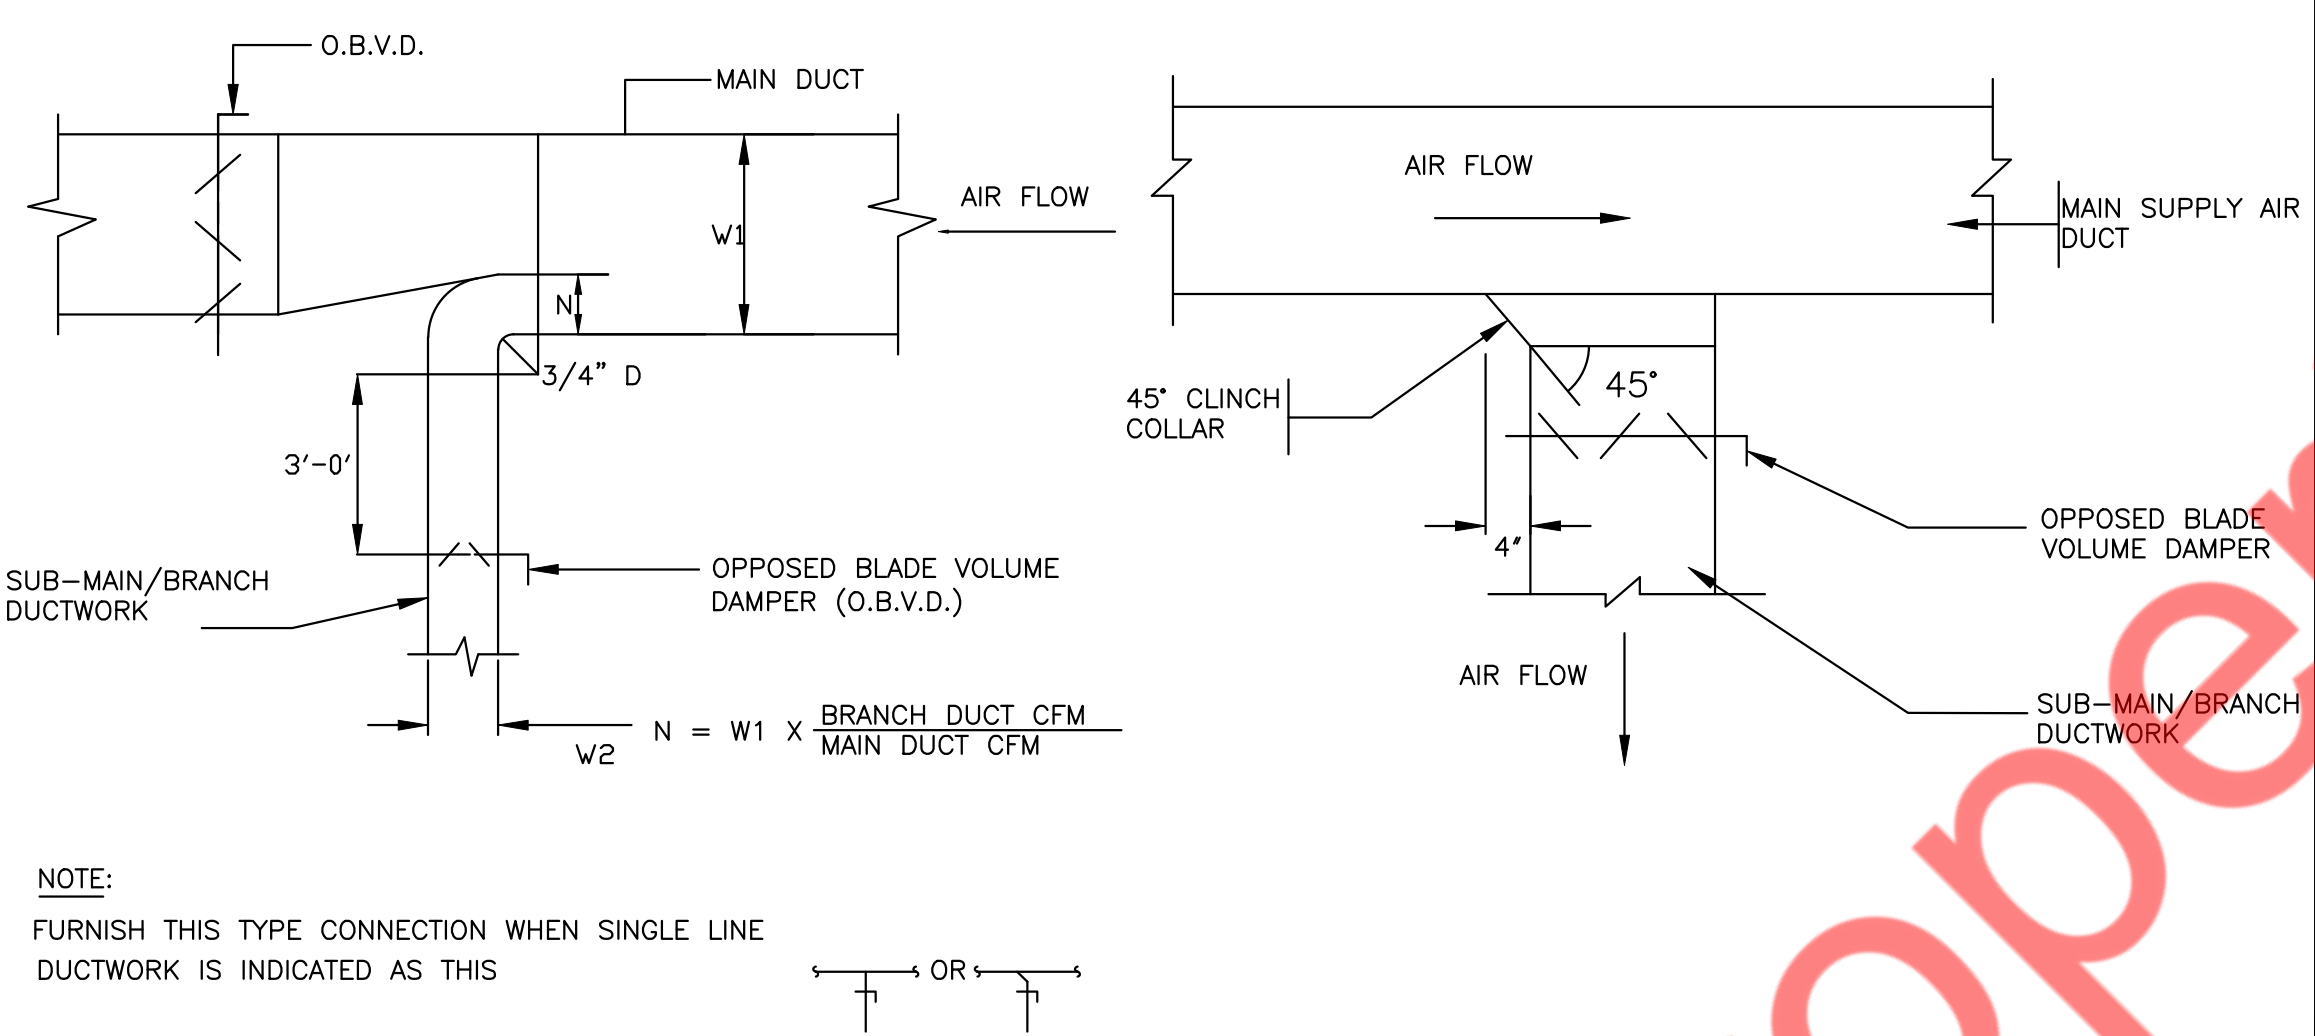 O.B.V.D.
MAIN DUCT
AIR FLOW
W1
N
3/4" D
3'-0'
SUB-MAIN/BRANCH
DUCTWORK
OPPOSED BLADE VOLUME
DAMPER (O.B.V.D.)
W2
N = W1 X BRANCH DUCT CFM
MAIN DUCT CFM
AIR FLOW
MAIN SUPPLY AIR
DUCT
45° CLINCH
COLLAR
45°
4"
OPPOSED BLADE
VOLUME DAMPER
AIR FLOW
SUB-MAIN/BRANCH
DUCTWORK
NOTE:
FURNISH THIS TYPE CONNECTION WHEN SINGLE LINE
DUCTWORK IS INDICATED AS THIS
OR